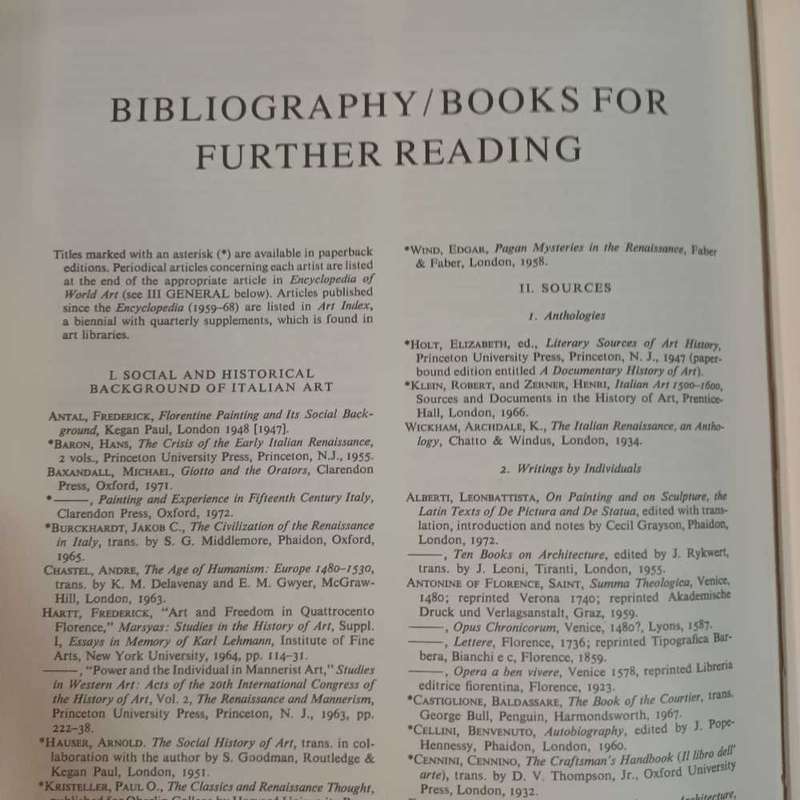 BIBLIOGRAPHY/BOOKS FOR
FURTHER READING
Titles marked with an asterisk (*) are available in paperback
editions. Periodical articles concerning each artist are listed
at the end of the appropriate article in Encyclopedia of
World Art (see III GENERAL below). Articles published
since the Encyclopedia (1959–68) are listed in Art Index,
a biennial with quarterly supplements, which is found in
art libraries.
I. SOCIAL AND HISTORICAL
BACKGROUND OF ITALIAN ART
ANTAL, FREDERICK, Florentine Painting and Its Social Back-
ground, Kegan Paul, London 1948 [1947].
*BARON, HANS, The Crisis of the Early Italian Renaissance,
2 vols., Princeton University Press, Princeton, N.J., 1955.
BAXANDALL, MICHAEL, Giotto and the Orators, Clarendon
Press, Oxford, 1971.
*———, Painting and Experience in Fifteenth Century Italy,
Clarendon Press, Oxford, 1972.
*BURCKHARDT, JAKOB C., The Civilization of the Renaissance
in Italy, trans. by S. G. Middlemore, Phaidon, Oxford,
1965.
CHASTEL, ANDRE, The Age of Humanism: Europe 1480–1530,
trans. by K. M. Delavenay and E. M. Gwyer, McGraw-
Hill, London, 1963.
HARTT, FREDERICK, "Art and Freedom in Quattrocento
Florence," Marsyas: Studies in the History of Art, Suppl.
I, Essays in Memory of Karl Lehmann, Institute of Fine
Arts, New York University, 1964, pp. 114–31.
———, "Power and the Individual in Mannerist Art," Studies
in Western Art: Acts of the 20th International Congress of
the History of Art, Vol. 2, The Renaissance and Mannerism,
Princeton University Press, Princeton, N. J., 1963, pp.
222–38.
*HAUSER, ARNOLD. The Social History of Art, trans. in col-
laboration with the author by S. Goodman, Routledge &
Kegan Paul, London, 1951.
*KRISTELLER, PAUL O., The Classics and Renaissance Thought,
*WIND, EDGAR, Pagan Mysteries in the Renaissance, Faber
& Faber, London, 1958.
II. SOURCES
1. Anthologies
*HOLT, ELIZABETH, ed., Literary Sources of Art History,
Princeton University Press, Princeton, N. J., 1947 (paper-
bound edition entitled A Documentary History of Art).
*KLEIN, ROBERT, and ZERNER, HENRI, Italian Art 1500–1600,
Sources and Documents in the History of Art, Prentice-
Hall, London, 1966.
WICKHAM, ARCHDALE, K., The Italian Renaissance, an Antho-
logy, Chatto & Windus, London, 1934.
2. Writings by Individuals
ALBERTI, LEONBATTISTA, On Painting and on Sculpture, the
Latin Texts of De Pictura and De Statua, edited with trans-
lation, introduction and notes by Cecil Grayson, Phaidon,
London, 1972.
———, Ten Books on Architecture, edited by J. Rykwert,
trans. by J. Leoni, Tiranti, London, 1955.
ANTONINE OF FLORENCE, SAINT, Summa Theologica, Venice,
1480; reprinted Verona 1740; reprinted Akademische
Druck und Verlagsanstalt, Graz, 1959.
———, Opus Chronicorum, Venice, 1480?, Lyons, 1587.
———, Lettere, Florence, 1736; reprinted Tipografica Bar-
bera, Bianchi e c, Florence, 1859.
———, Opera a ben vivere, Venice 1578, reprinted Libreria
editrice fiorentina, Florence, 1923.
*CASTIGLIONE, BALDASSARE, The Book of the Courtier, trans.
George Bull, Penguin, Harmondsworth, 1967.
*CELLINI, BENVENUTO, Autobiography, edited by J. Pope-
Hennessy, Phaidon, London, 1960.
*CENNINI, CENNINO, The Craftsman's Handbook (Il libro dell'
arte), trans. by D. V. Thompson, Jr., Oxford University
Press, London, 1932.
Architecture,